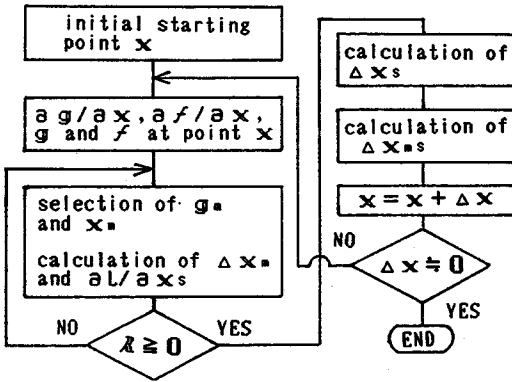 initial starting
point x
∂g/∂x, ∂f/∂x,
g and f at point x
selection of gm
and xm
calculation of Δxm
and ∂L/∂xs
λ ≧ 0
NO
YES
calculation of
Δxs
calculation of
Δxms
x = x + Δx
Δx ≒ 0
NO
YES
END